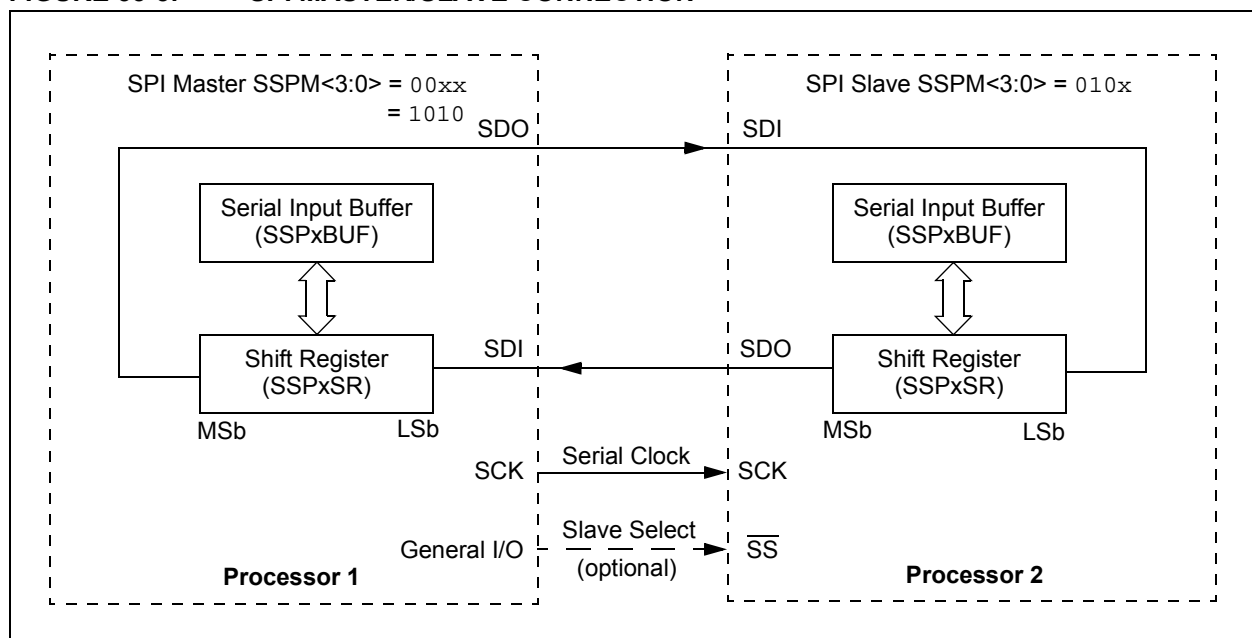 SPI Master SSPM<3:0> = 00xx
= 1010
SDO
Serial Input Buffer
(SSPxBUF)
Shift Register
(SSPxSR)
MSb
LSb
SDI
SCK
General I/O
Processor 1
Serial Clock
Slave Select
(optional)
SPI Slave SSPM<3:0> = 010x
SDI
Serial Input Buffer
(SSPxBUF)
SDO
Shift Register
(SSPxSR)
MSb
LSb
SCK
SS
Processor 2